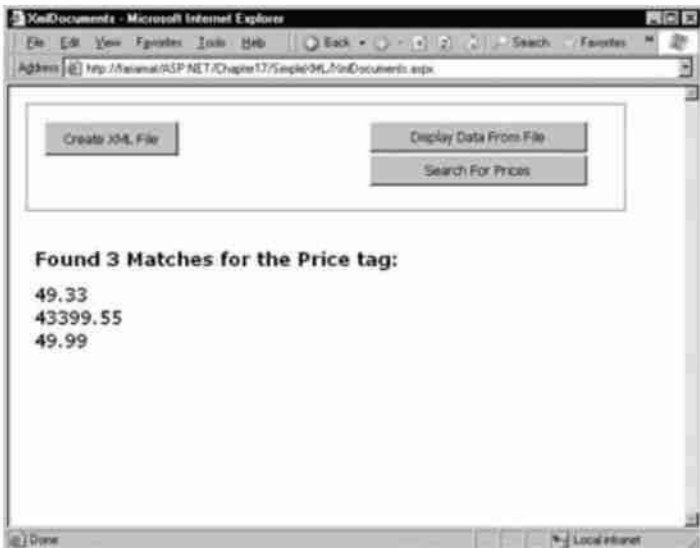 XmlDocuments - Microsoft Internet Explorer
File Edit View Favorites Tools Help Back Search Favorites
Address http://fariamat/ASP.NET/Chapter17/SimpleXML/XmlDocuments.aspx
Create XML File
Display Data From File
Search For Prices
Found 3 Matches for the Price tag:
49.33
43399.55
49.99
Done Local intranet